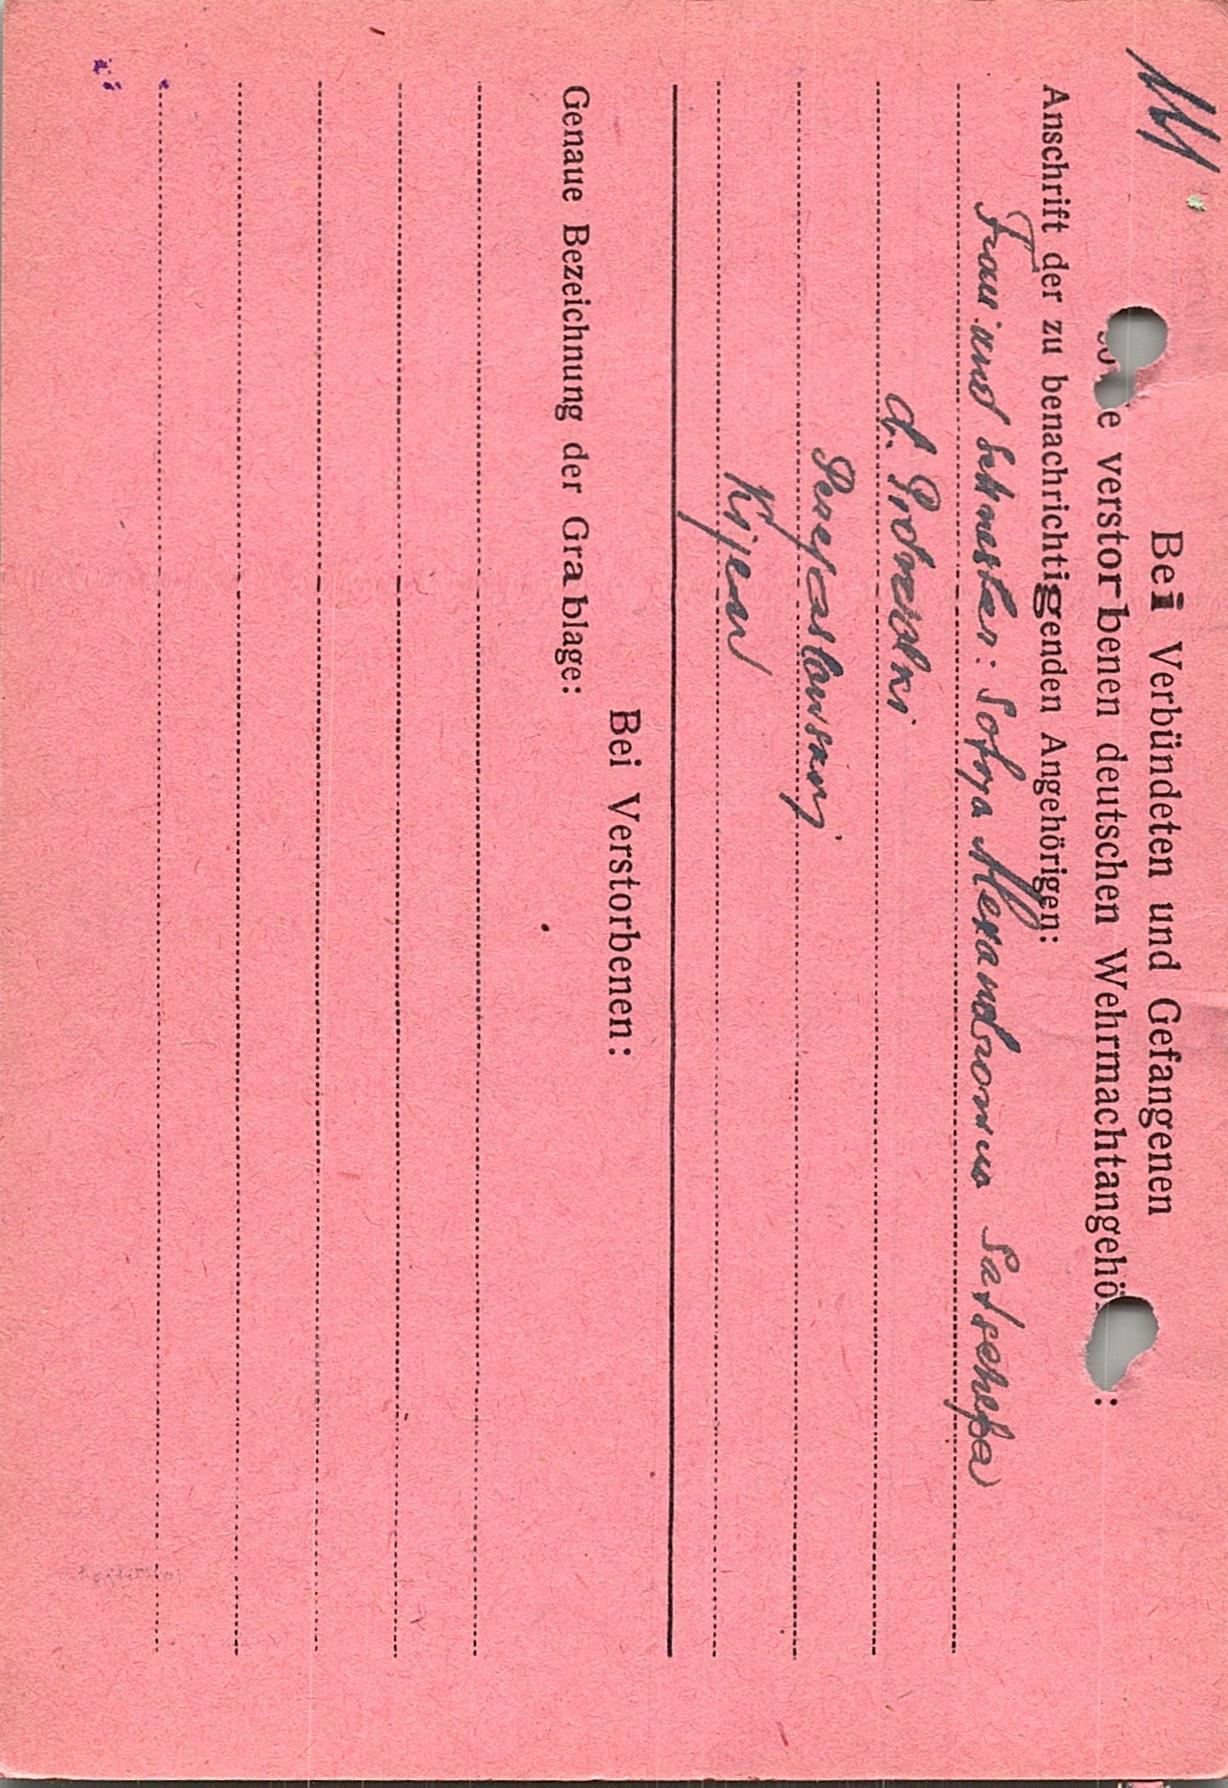 Bei Verbündeten und Gefangenen
e verstorbenen deutschen Wehrmachtangehö :
Anschrift der zu benachrichtigenden Angehörigen:
Frau und Schwester: Sofya Alexandrowna
d.
Perejaslowskyj
Kijew
Bei Verstorbenen:
Genaue Bezeichnung der Grablage: